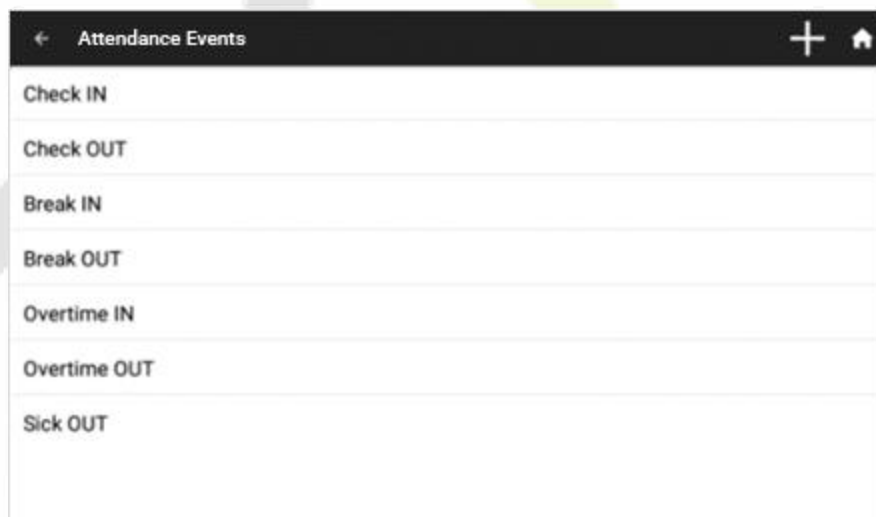 Attendance Events
Check IN
Check OUT
Break IN
Break OUT
Overtime IN
Overtime OUT
Sick OUT